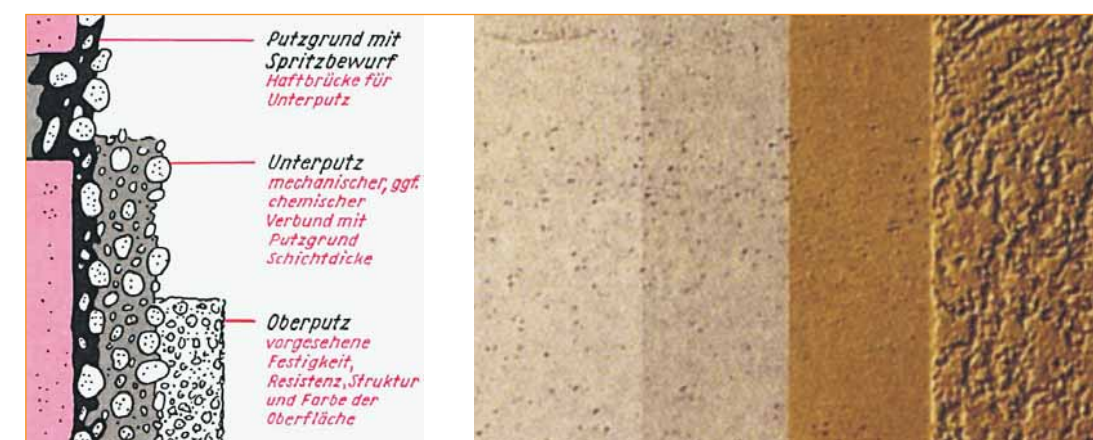 Putzgrund mit
Spritzbewurf
Haftbrücke für
Unterputz
Unterputz
mechanischer, ggf.
chemischer
Verbund mit
Putzgrund
Schichtdicke
Oberputz
vorgesehene
Festigkeit,
Resistenz, Struktur
und Farbe der
Oberfläche